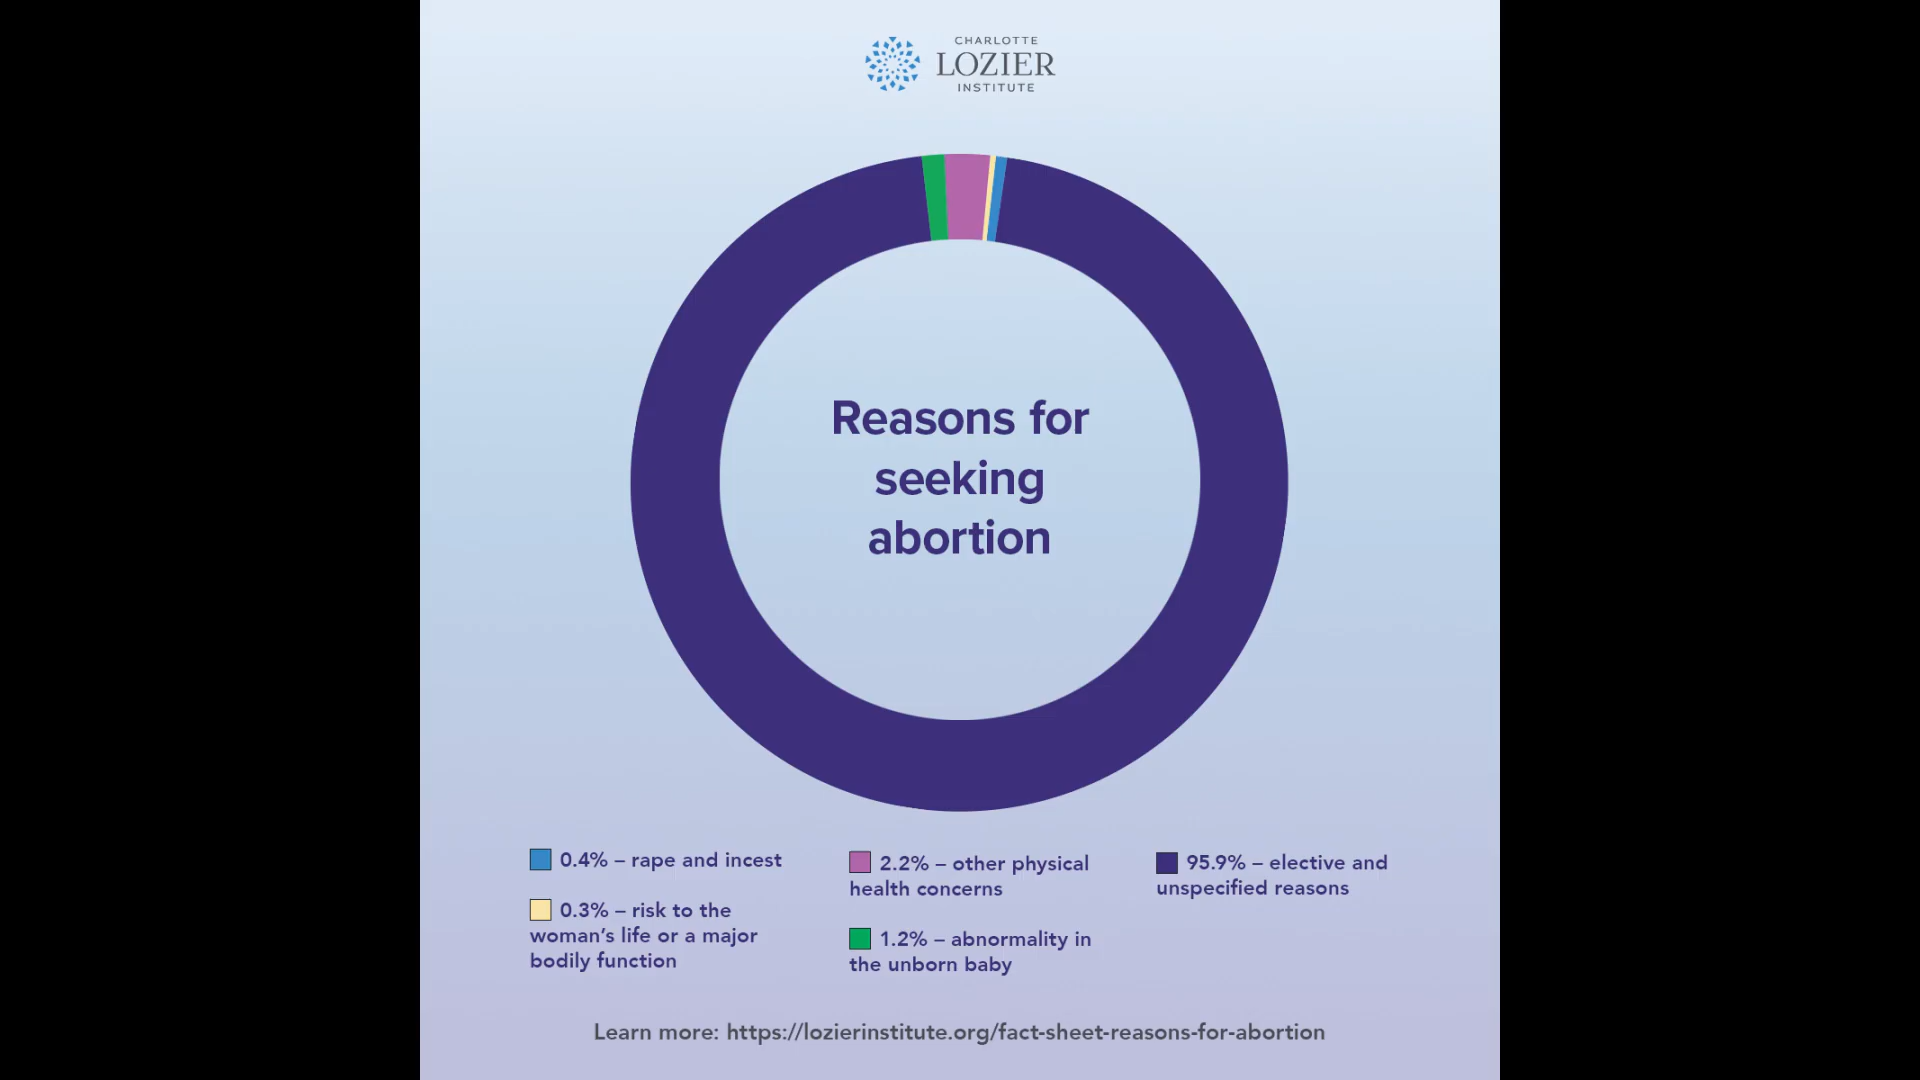 CHARLOTTE
LOZIER
INSTITUTE
Reasons for
seeking
abortion
0.4% – rape and incest
0.3% – risk to the
woman’s life or a major
bodily function
2.2% – other physical
health concerns
1.2% – abnormality in
the unborn baby
95.9% – elective and
unspecified reasons
Learn more: https://lozierinstitute.org/fact-sheet-reasons-for-abortion